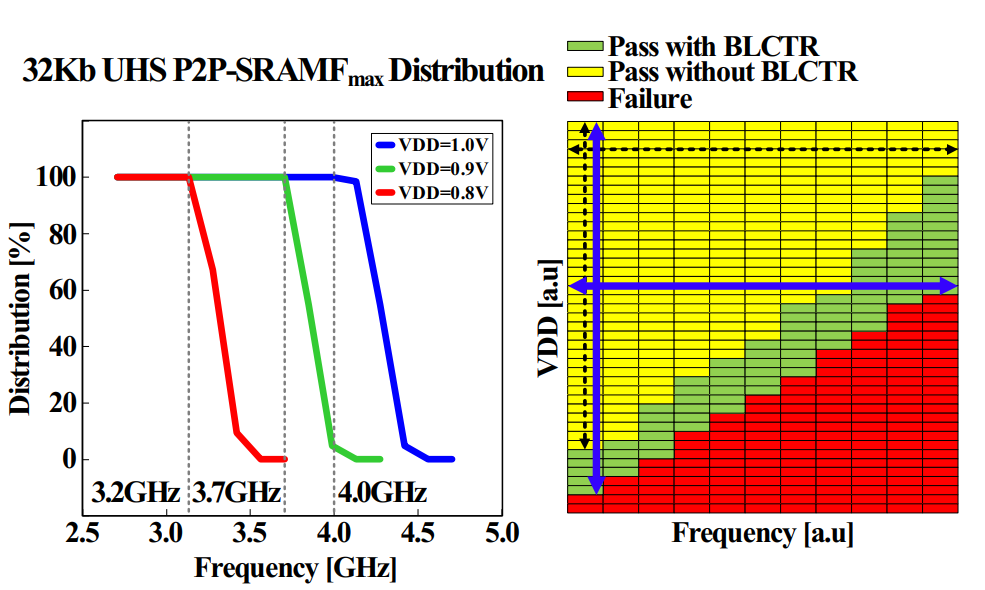 32Kb UHS P2P-SRAMFmax Distribution
VDD=1.0V
VDD=0.9V
VDD=0.8V
Distribution [%]
100
80
60
40
20
0
3.2GHz
3.7GHz
4.0GHz
2.5
3.0
3.5
4.0
4.5
5.0
Frequency [GHz]
Pass with BLCTR
Pass without BLCTR
Failure
VDD [a.u]
Frequency [a.u]